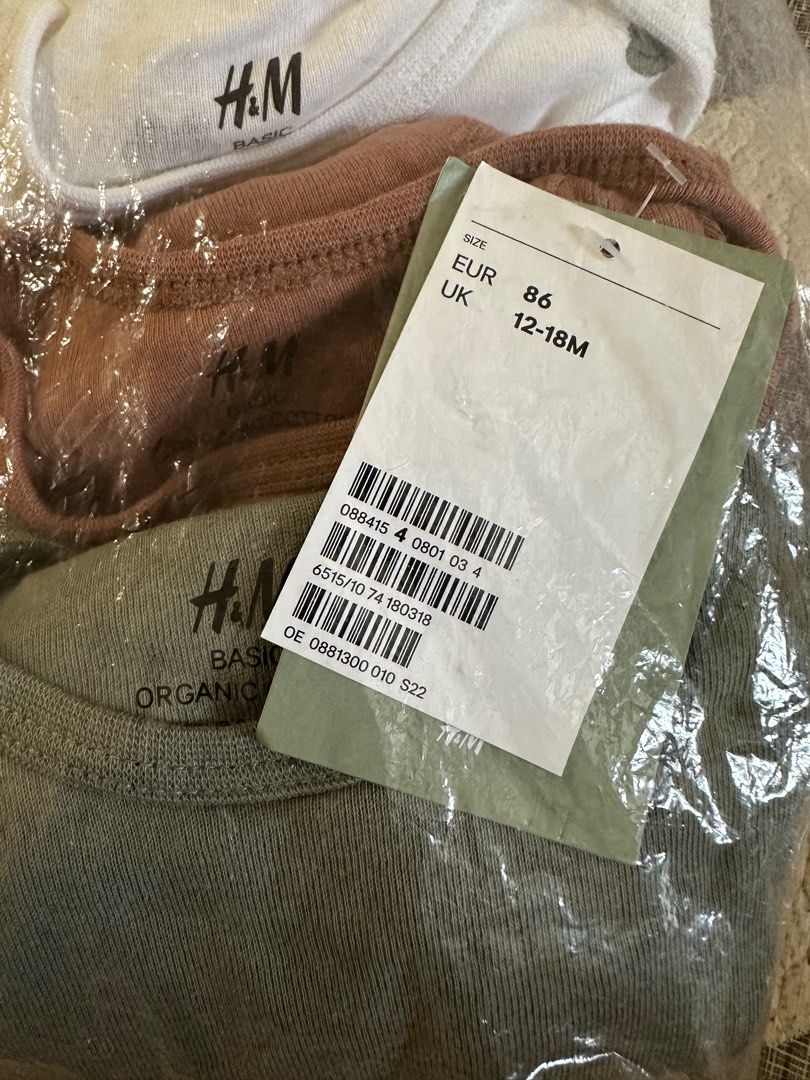 H&M
BASIC
H&M
SIZE
EUR 86
UK 12-18M
088415 4 0801 03 4
6515/10 74 180318
OE 0881300 010 S22
H&M
BASIC
ORGANIC
H&M